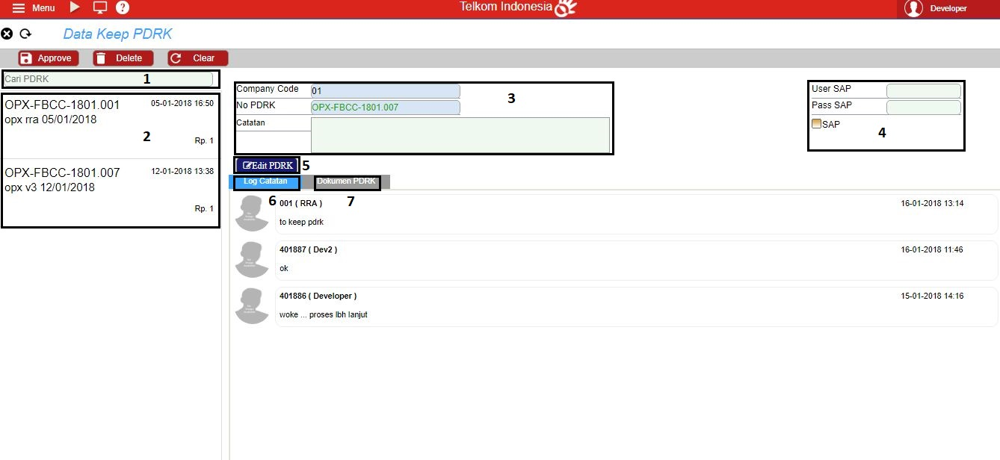 Menu
Telkom Indonesia
Developer
Data Keep PDRK
Approve Delete Clear
Cari PDRK 1
OPX-FBCC-1801.001 05-01-2018 16:50
opx rra 05/01/2018
2
Rp. 1
OPX-FBCC-1801.007 12-01-2018 13:38
opx v3 12/01/2018
Rp. 1
Company Code 01
3
No PDRK OPX-FBCC-1801.007
Catatan
User SAP
Pass SAP
SAP
4
Edit PDRK 5
Log Catatan Dokumen PDRK
6 7
001 ( RRA ) 16-01-2018 13:14
to keep pdrk
401887 ( Dev2 ) 16-01-2018 11:46
ok
401886 ( Developer ) 15-01-2018 14:16
woke ... proses lbh lanjut